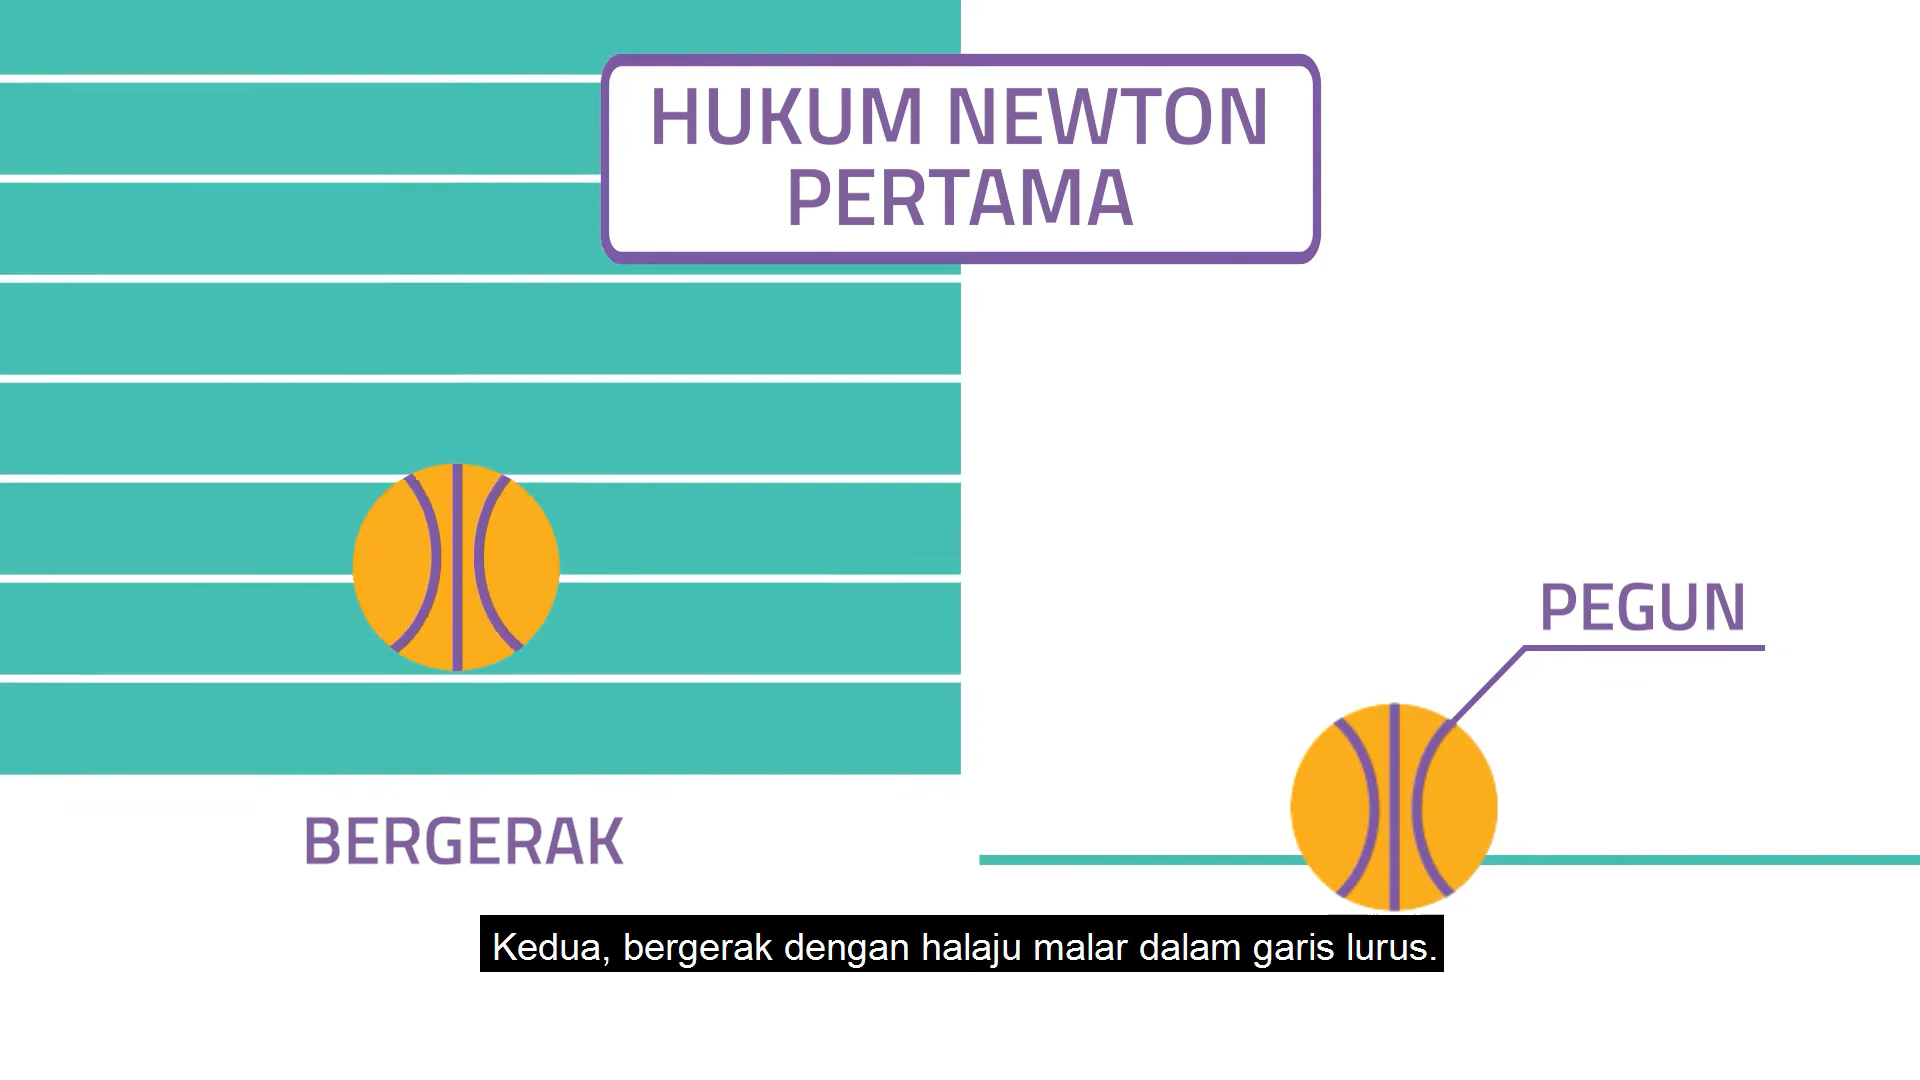 HUKUM NEWTON
PERTAMA
PEGUN
BERGERAK
Kedua, bergerak dengan halaju malar dalam garis lurus.